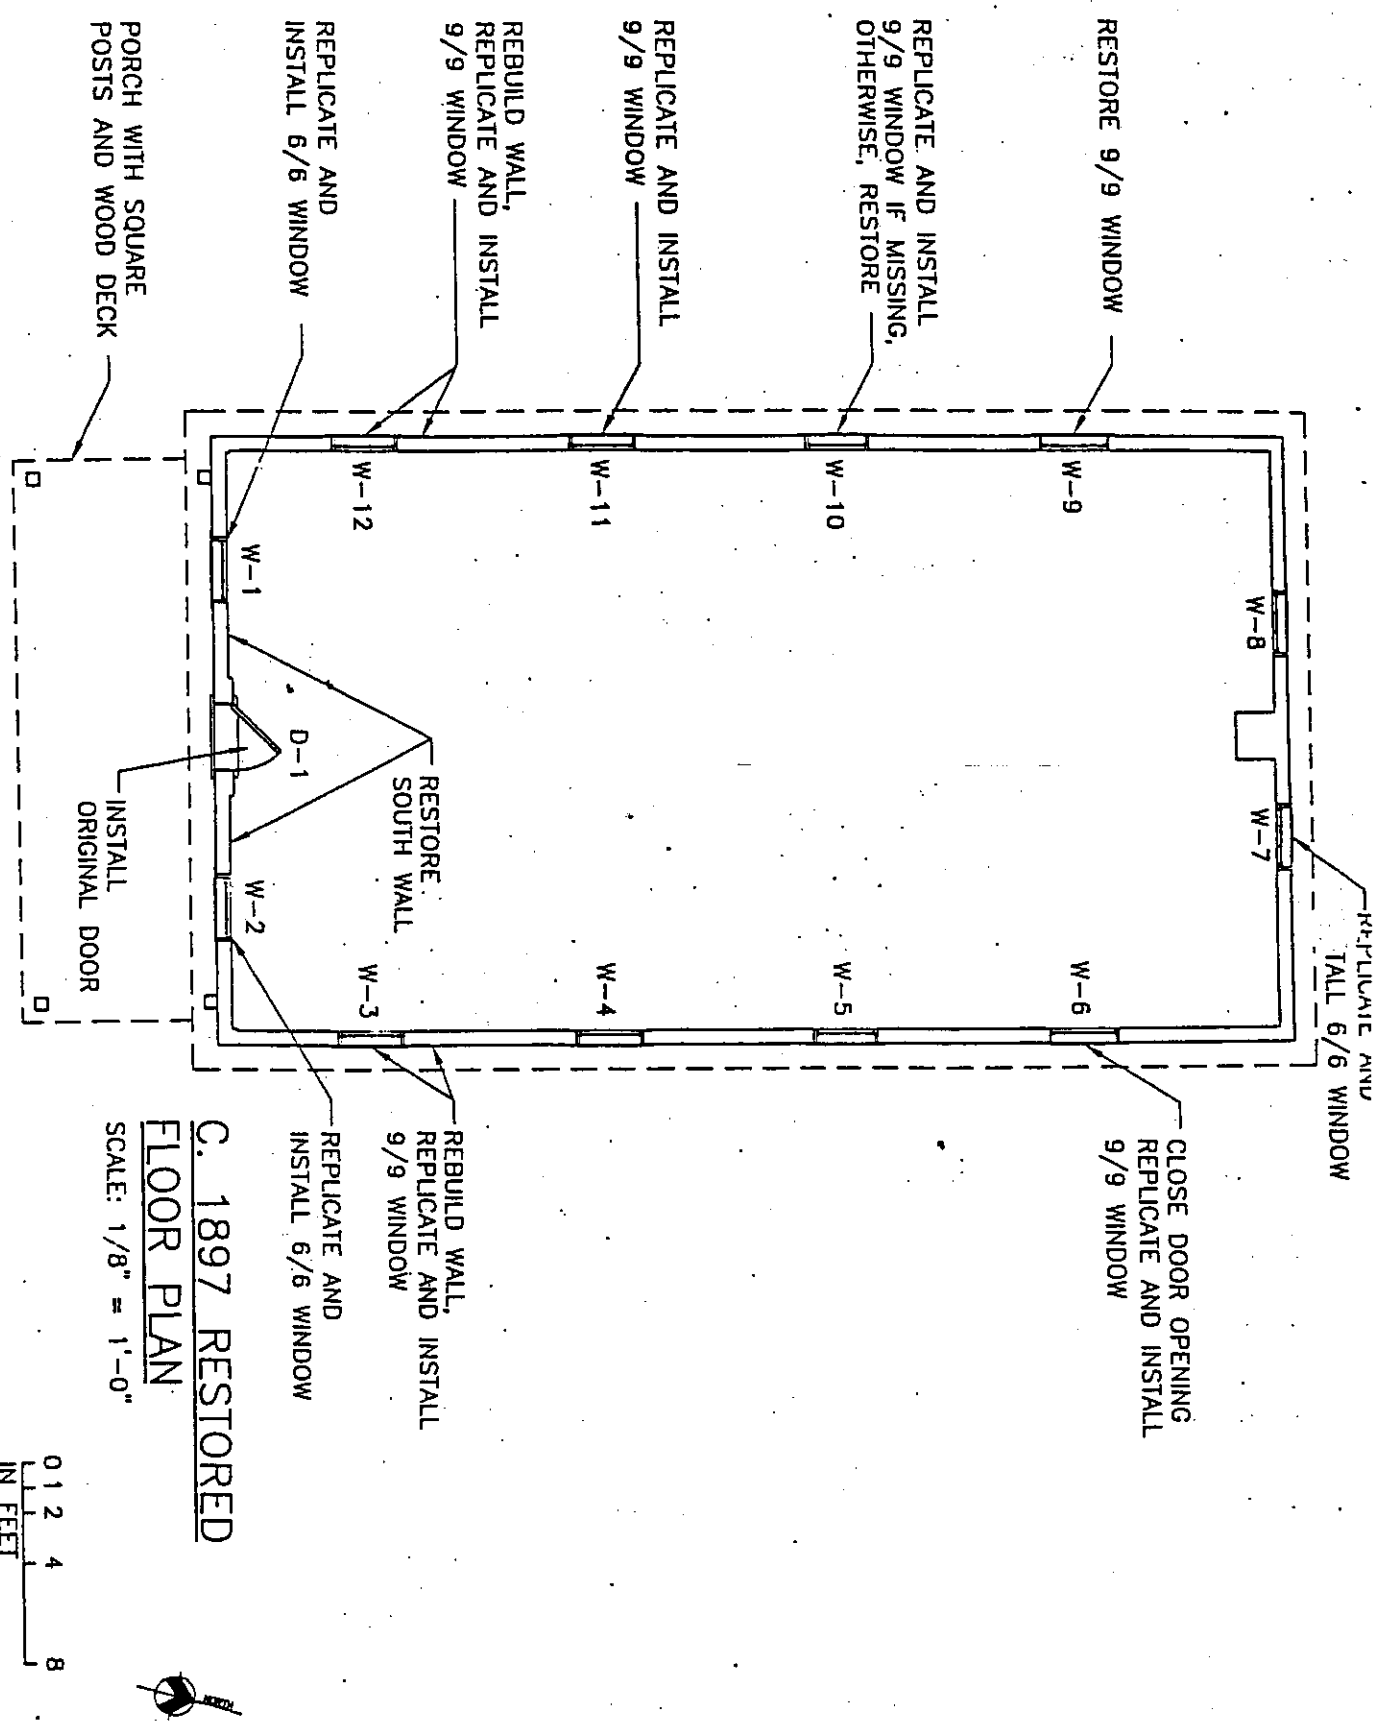 REPLICATE AND
TALL 6/6 WINDOW
RESTORE 9/9 WINDOW
REPLICATE AND INSTALL
9/9 WINDOW IF MISSING,
OTHERWISE, RESTORE
REPLICATE AND INSTALL
9/9 WINDOW
REBUILD WALL,
REPLICATE AND INSTALL
9/9 WINDOW
REPLICATE AND
INSTALL 6/6 WINDOW
PORCH WITH SQUARE
POSTS AND WOOD DECK
W-8
W-7
W-9
W-10
W-11
W-12
W-6
W-5
W-4
W-3
W-1
D-1
W-2
RESTORE
SOUTH WALL
INSTALL
ORIGINAL DOOR
CLOSE DOOR OPENING
REPLICATE AND INSTALL
9/9 WINDOW
REBUILD WALL,
REPLICATE AND INSTALL
9/9 WINDOW
REPLICATE AND
INSTALL 6/6 WINDOW
C. 1897 RESTORED
FLOOR PLAN
SCALE: 1/8" = 1'-0"
0 1 2 4 8
IN FEET